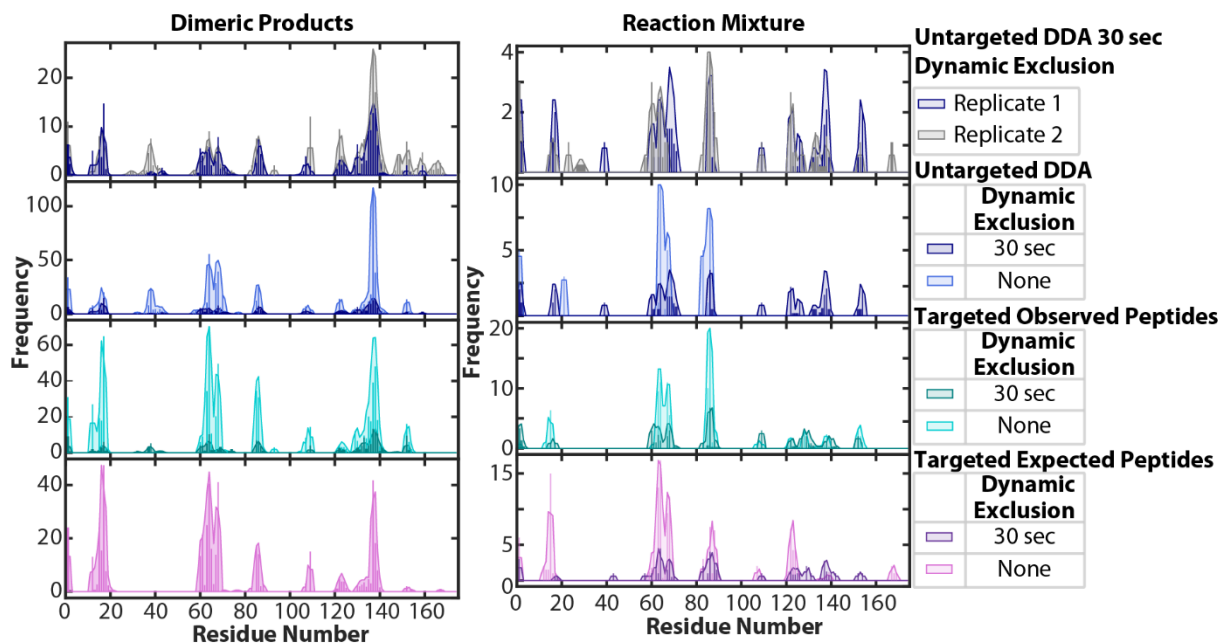 Dimeric Products
Reaction Mixture
Frequency
20
10
0
100
50
0
60
40
20
0
40
20
0
0 20 40 60 80 100 120 140 160
Residue Number
Frequency
4
2
10
5
20
10
0
15
5
0
0 20 40 60 80 100 120 140 160
Residue Number
Untargeted DDA 30 sec
Dynamic Exclusion
Replicate 1
Replicate 2
Untargeted DDA
Dynamic
Exclusion
30 sec
None
Targeted Observed Peptides
Dynamic
Exclusion
30 sec
None
Targeted Expected Peptides
Dynamic
Exclusion
30 sec
None